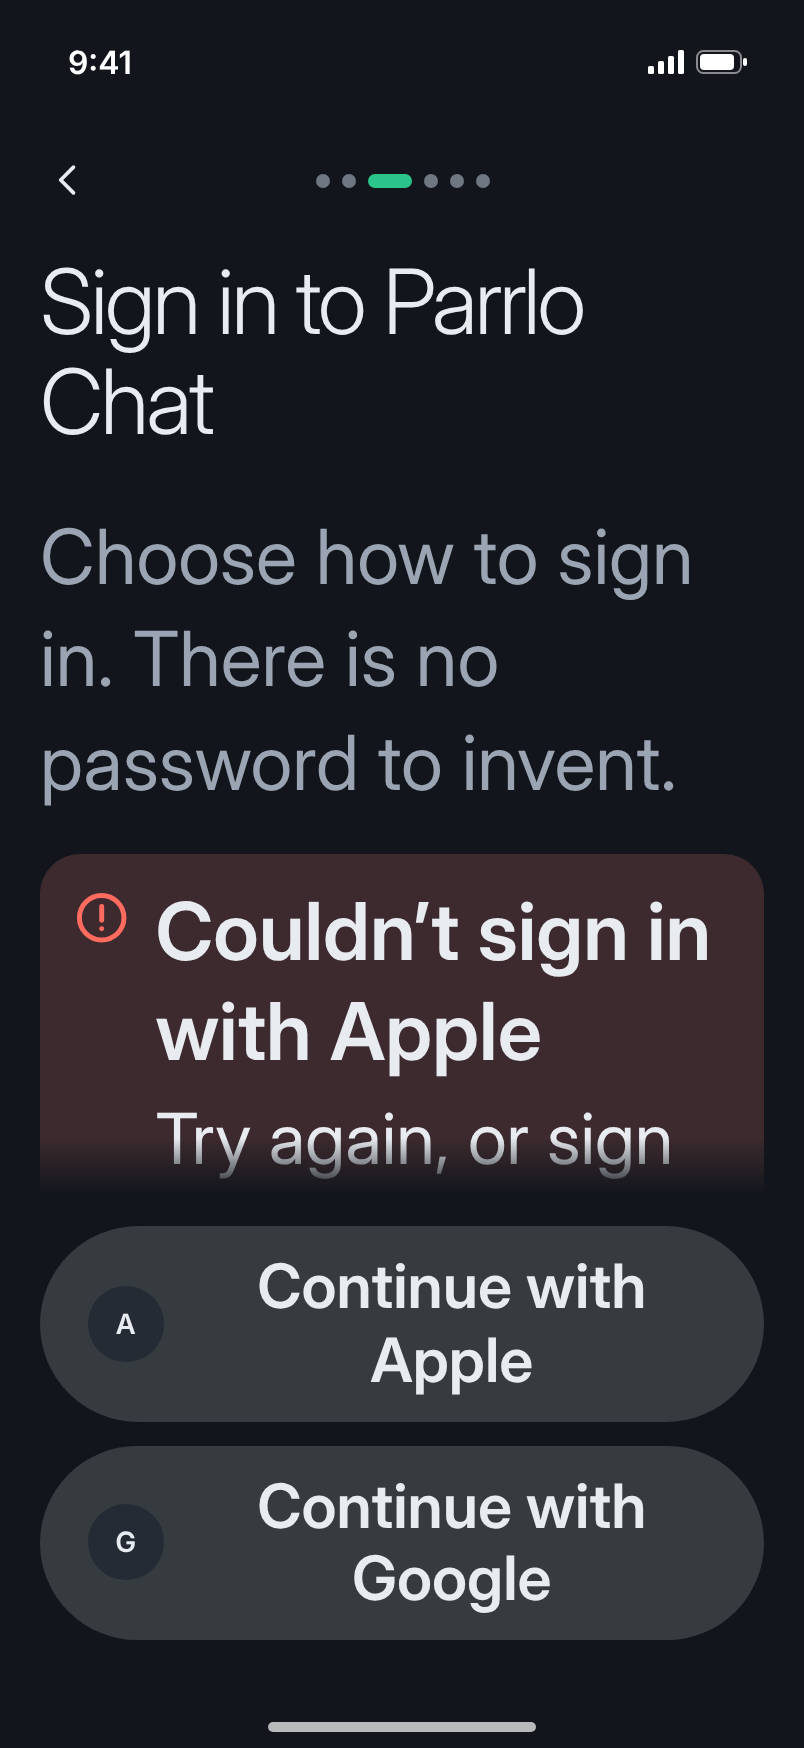 9:41
Sign in to Parrlo
Chat
Choose how to sign
in. There is no
password to invent.
Couldn’t sign in
with Apple
Try again, or sign
A
Continue with
Apple
G
Continue with
Google